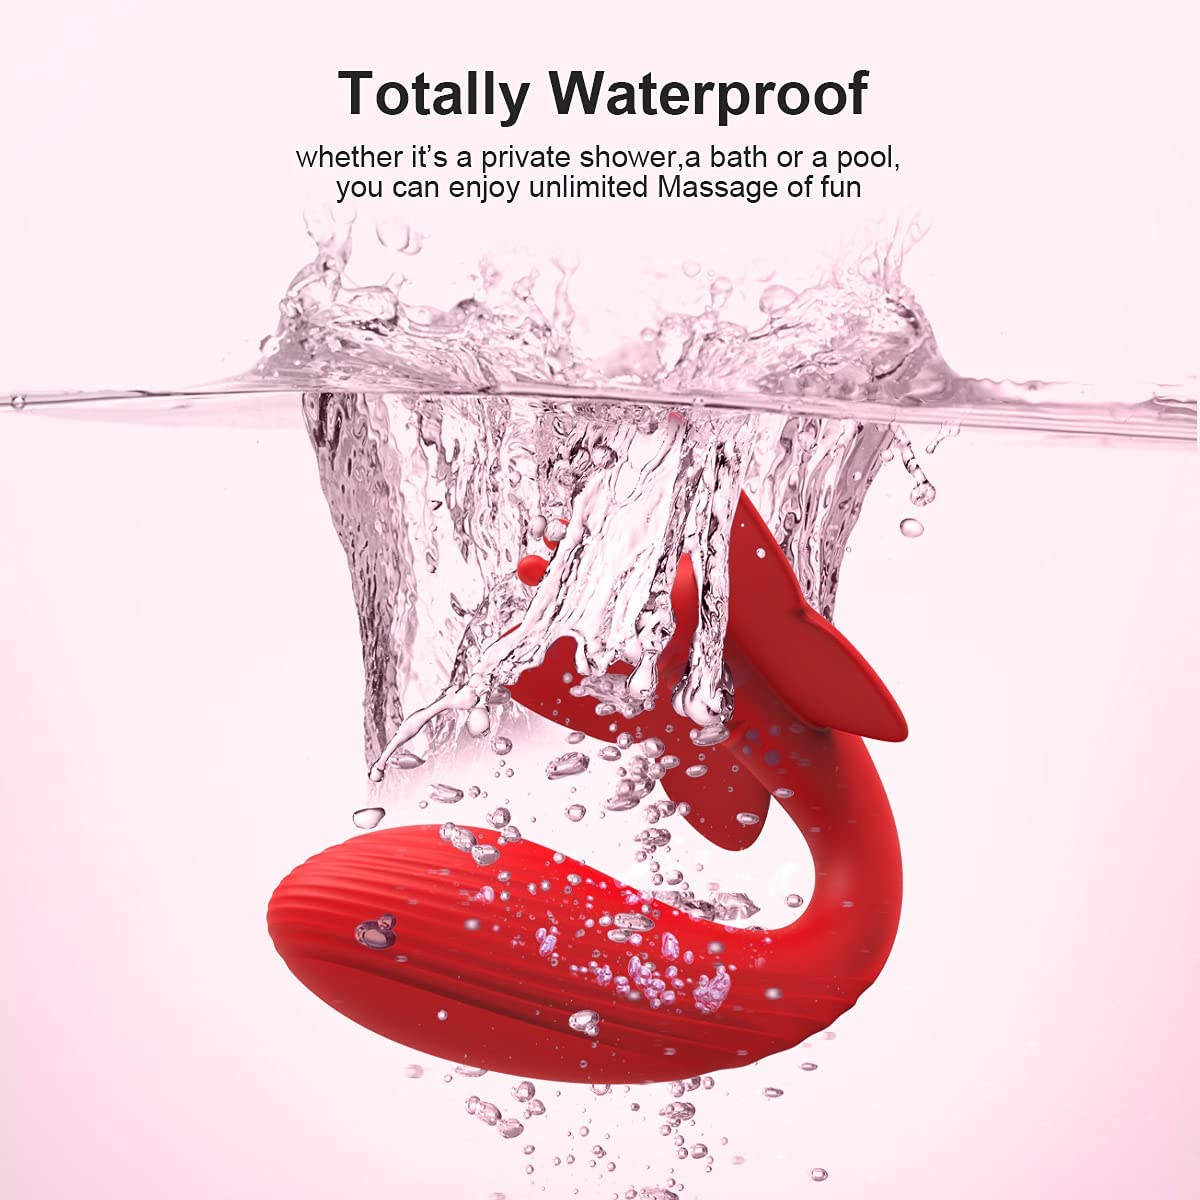 Totally Waterproof
whether it’s a private shower,a bath or a pool,
you can enjoy unlimited Massage of fun